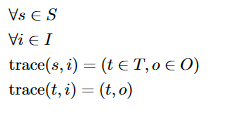 ∀s ∈ S
∀i ∈ I
trace(s, i) = (t ∈ T, o ∈ O)
trace(t, i) = (t, o)